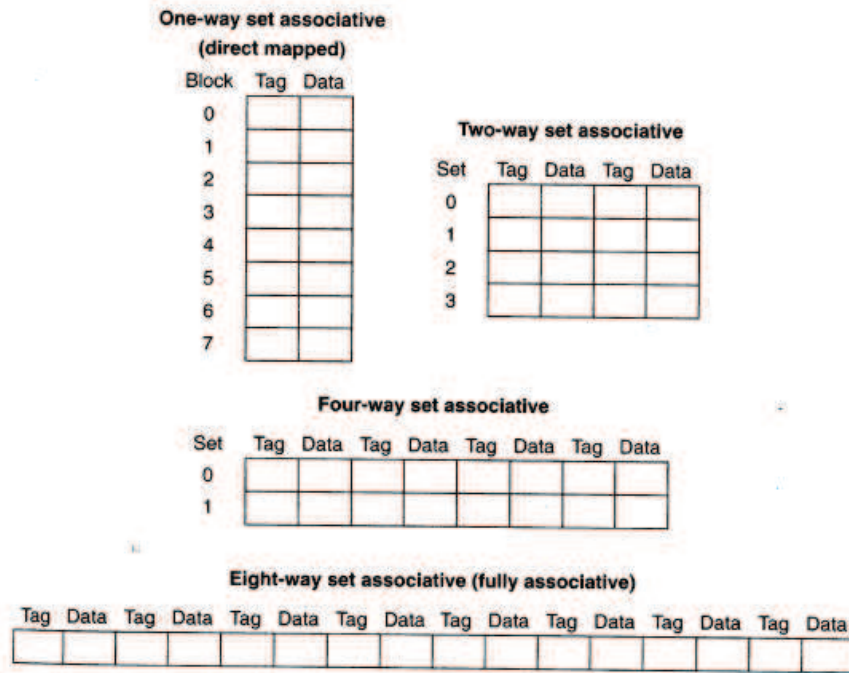 One-way set associative
(direct mapped)
Block Tag Data
0
1
2
3
4
5
6
7
Two-way set associative
Set Tag Data Tag Data
0
1
2
3
Four-way set associative
Set Tag Data Tag Data Tag Data Tag Data
0
1
Eight-way set associative (fully associative)
Tag Data Tag Data Tag Data Tag Data Tag Data Tag Data Tag Data Tag Data